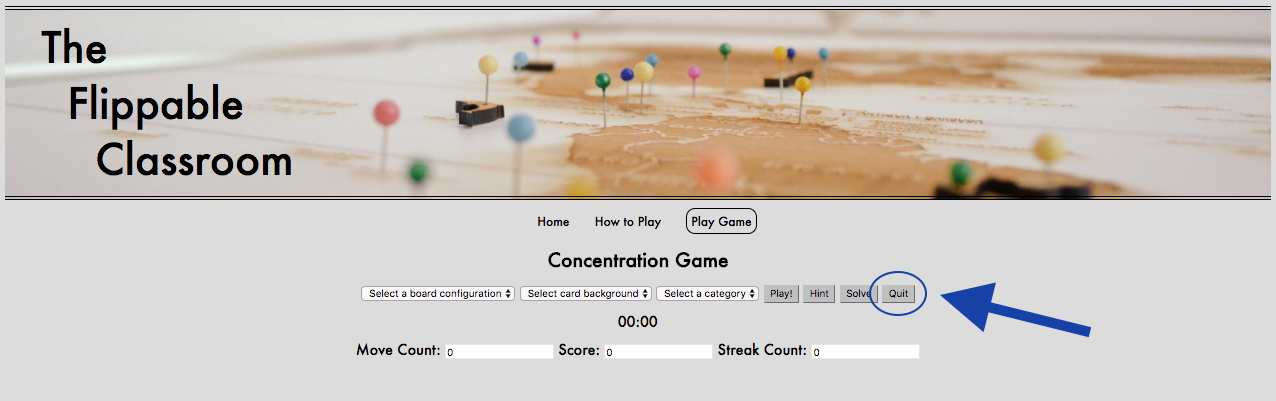 The
Flippable
Classroom
Home How to Play Play Game
Concentration Game
Select a board configuration Select card background Select a category Play! Hint Solve Quit
00:00
Move Count: 0 Score: 0 Streak Count: 0